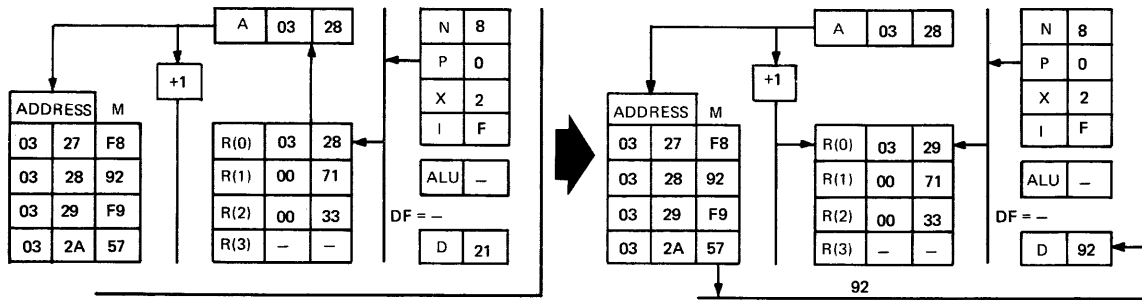 A 03 28
N 8
P 0
X 2
I F
+1
ADDRESS M
03 27 F8
03 28 92
03 29 F9
03 2A 57
R(0) 03 28
R(1) 00 71
R(2) 00 33
R(3) – –
ALU –
DF = –
D 21
A 03 28
N 8
P 0
X 2
I F
+1
ADDRESS M
03 27 F8
03 28 92
03 29 F9
03 2A 57
R(0) 03 29
R(1) 00 71
R(2) 00 33
R(3) – –
ALU –
DF = –
D 92
92